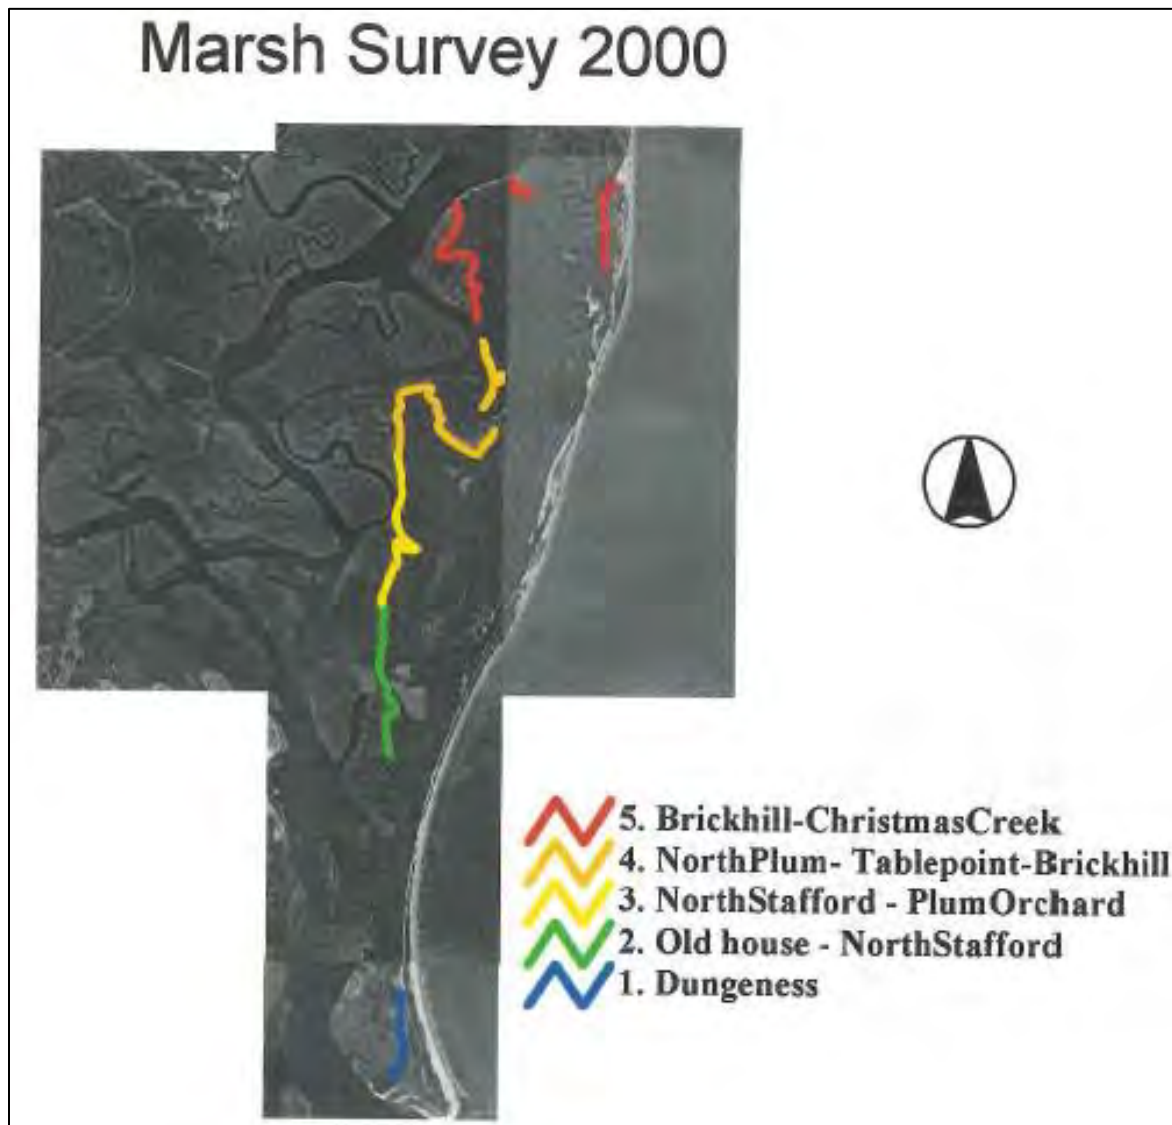 Marsh Survey 2000
5. Brickhill-ChristmasCreek
4. NorthPlum- Tablepoint-Brickhill
3. NorthStafford - PlumOrchard
2. Old house - NorthStafford
1. Dungeness